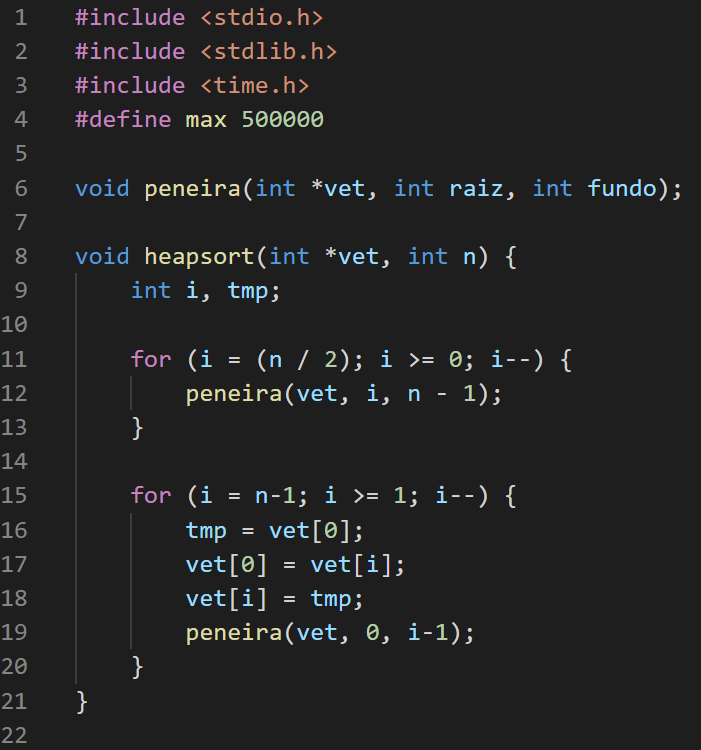 1 #include <stdio.h>
2 #include <stdlib.h>
3 #include <time.h>
4 #define max 500000
5
6 void peneira(int *vet, int raiz, int fundo);
7
8 void heapsort(int *vet, int n) {
9     int i, tmp;
10
11     for (i = (n / 2); i >= 0; i--) {
12         peneira(vet, i, n - 1);
13     }
14
15     for (i = n-1; i >= 1; i--) {
16         tmp = vet[0];
17         vet[0] = vet[i];
18         vet[i] = tmp;
19         peneira(vet, 0, i-1);
20     }
21 }
22